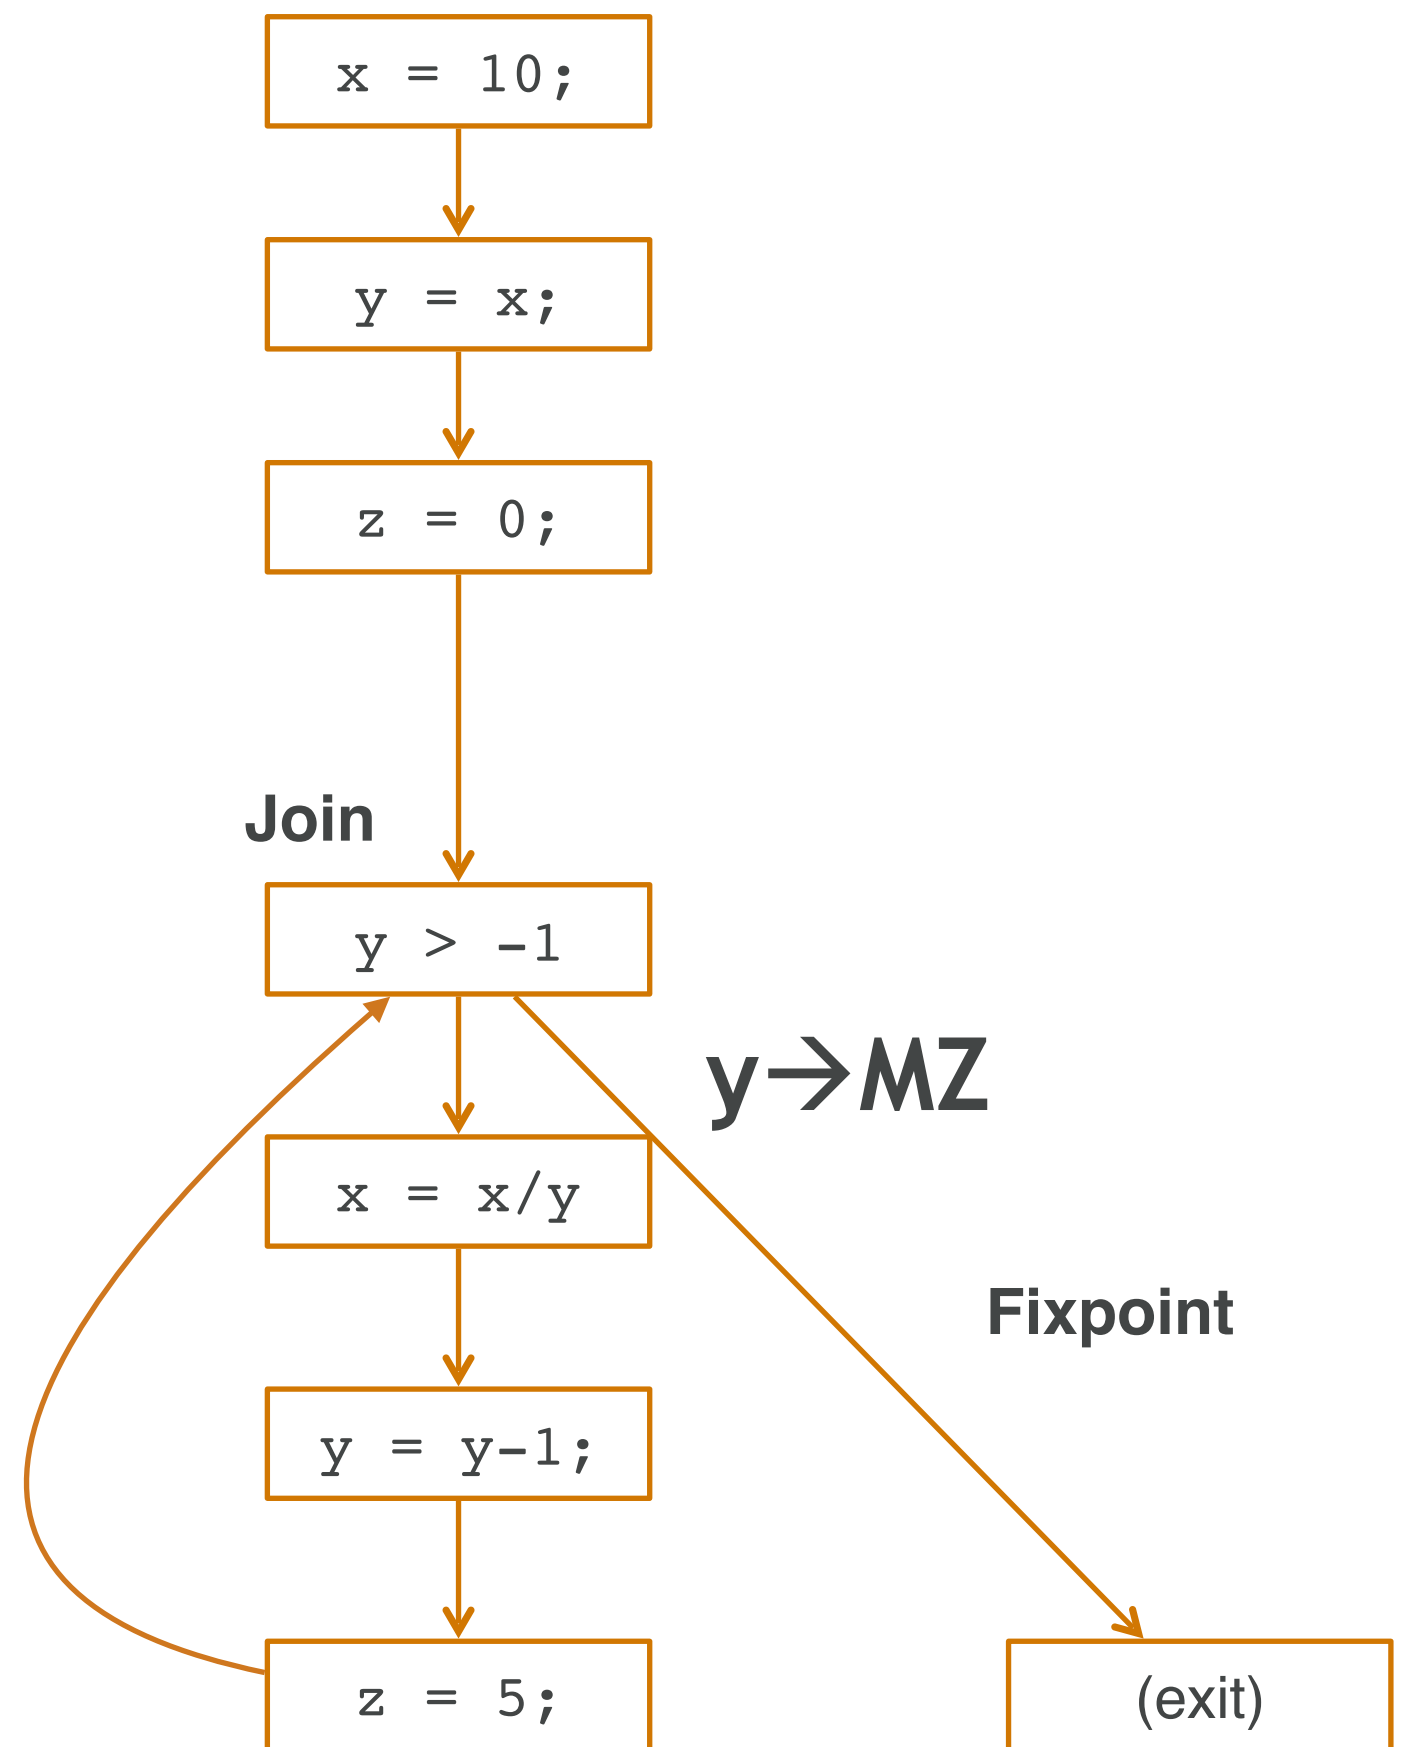 x = 10;
y = x;
z = 0;
Join
y > -1
y→MZ
x = x/y
Fixpoint
y = y-1;
z = 5;
(exit)